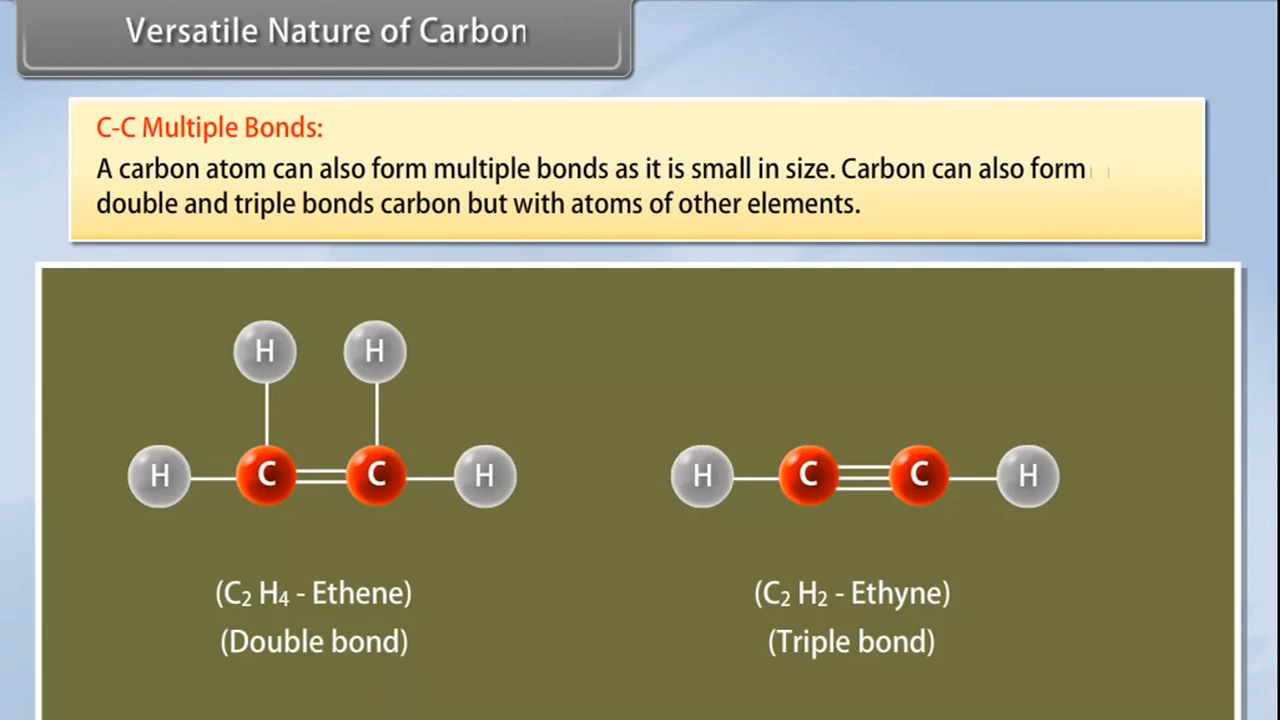 Versatile Nature of Carbon
C-C Multiple Bonds:
A carbon atom can also form multiple bonds as it is small in size. Carbon can also form
double and triple bonds carbon but with atoms of other elements.
H H
H C C H
H C C H
(C₂ H₄ - Ethene)
(Double bond)
(C₂ H₂ - Ethyne)
(Triple bond)